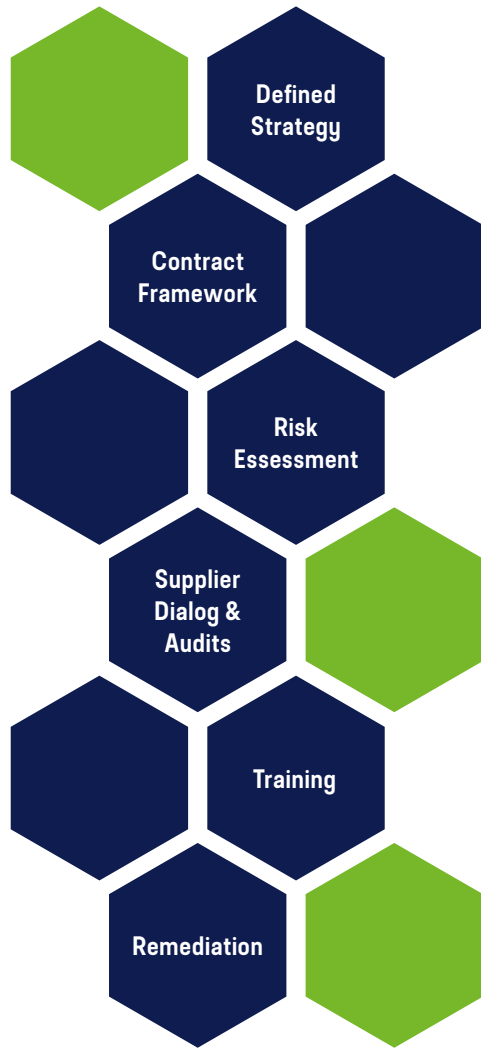 Defined
Strategy
Contract
Framework
Risk
Essessment
Supplier
Dialog &
Audits
Training
Remediation